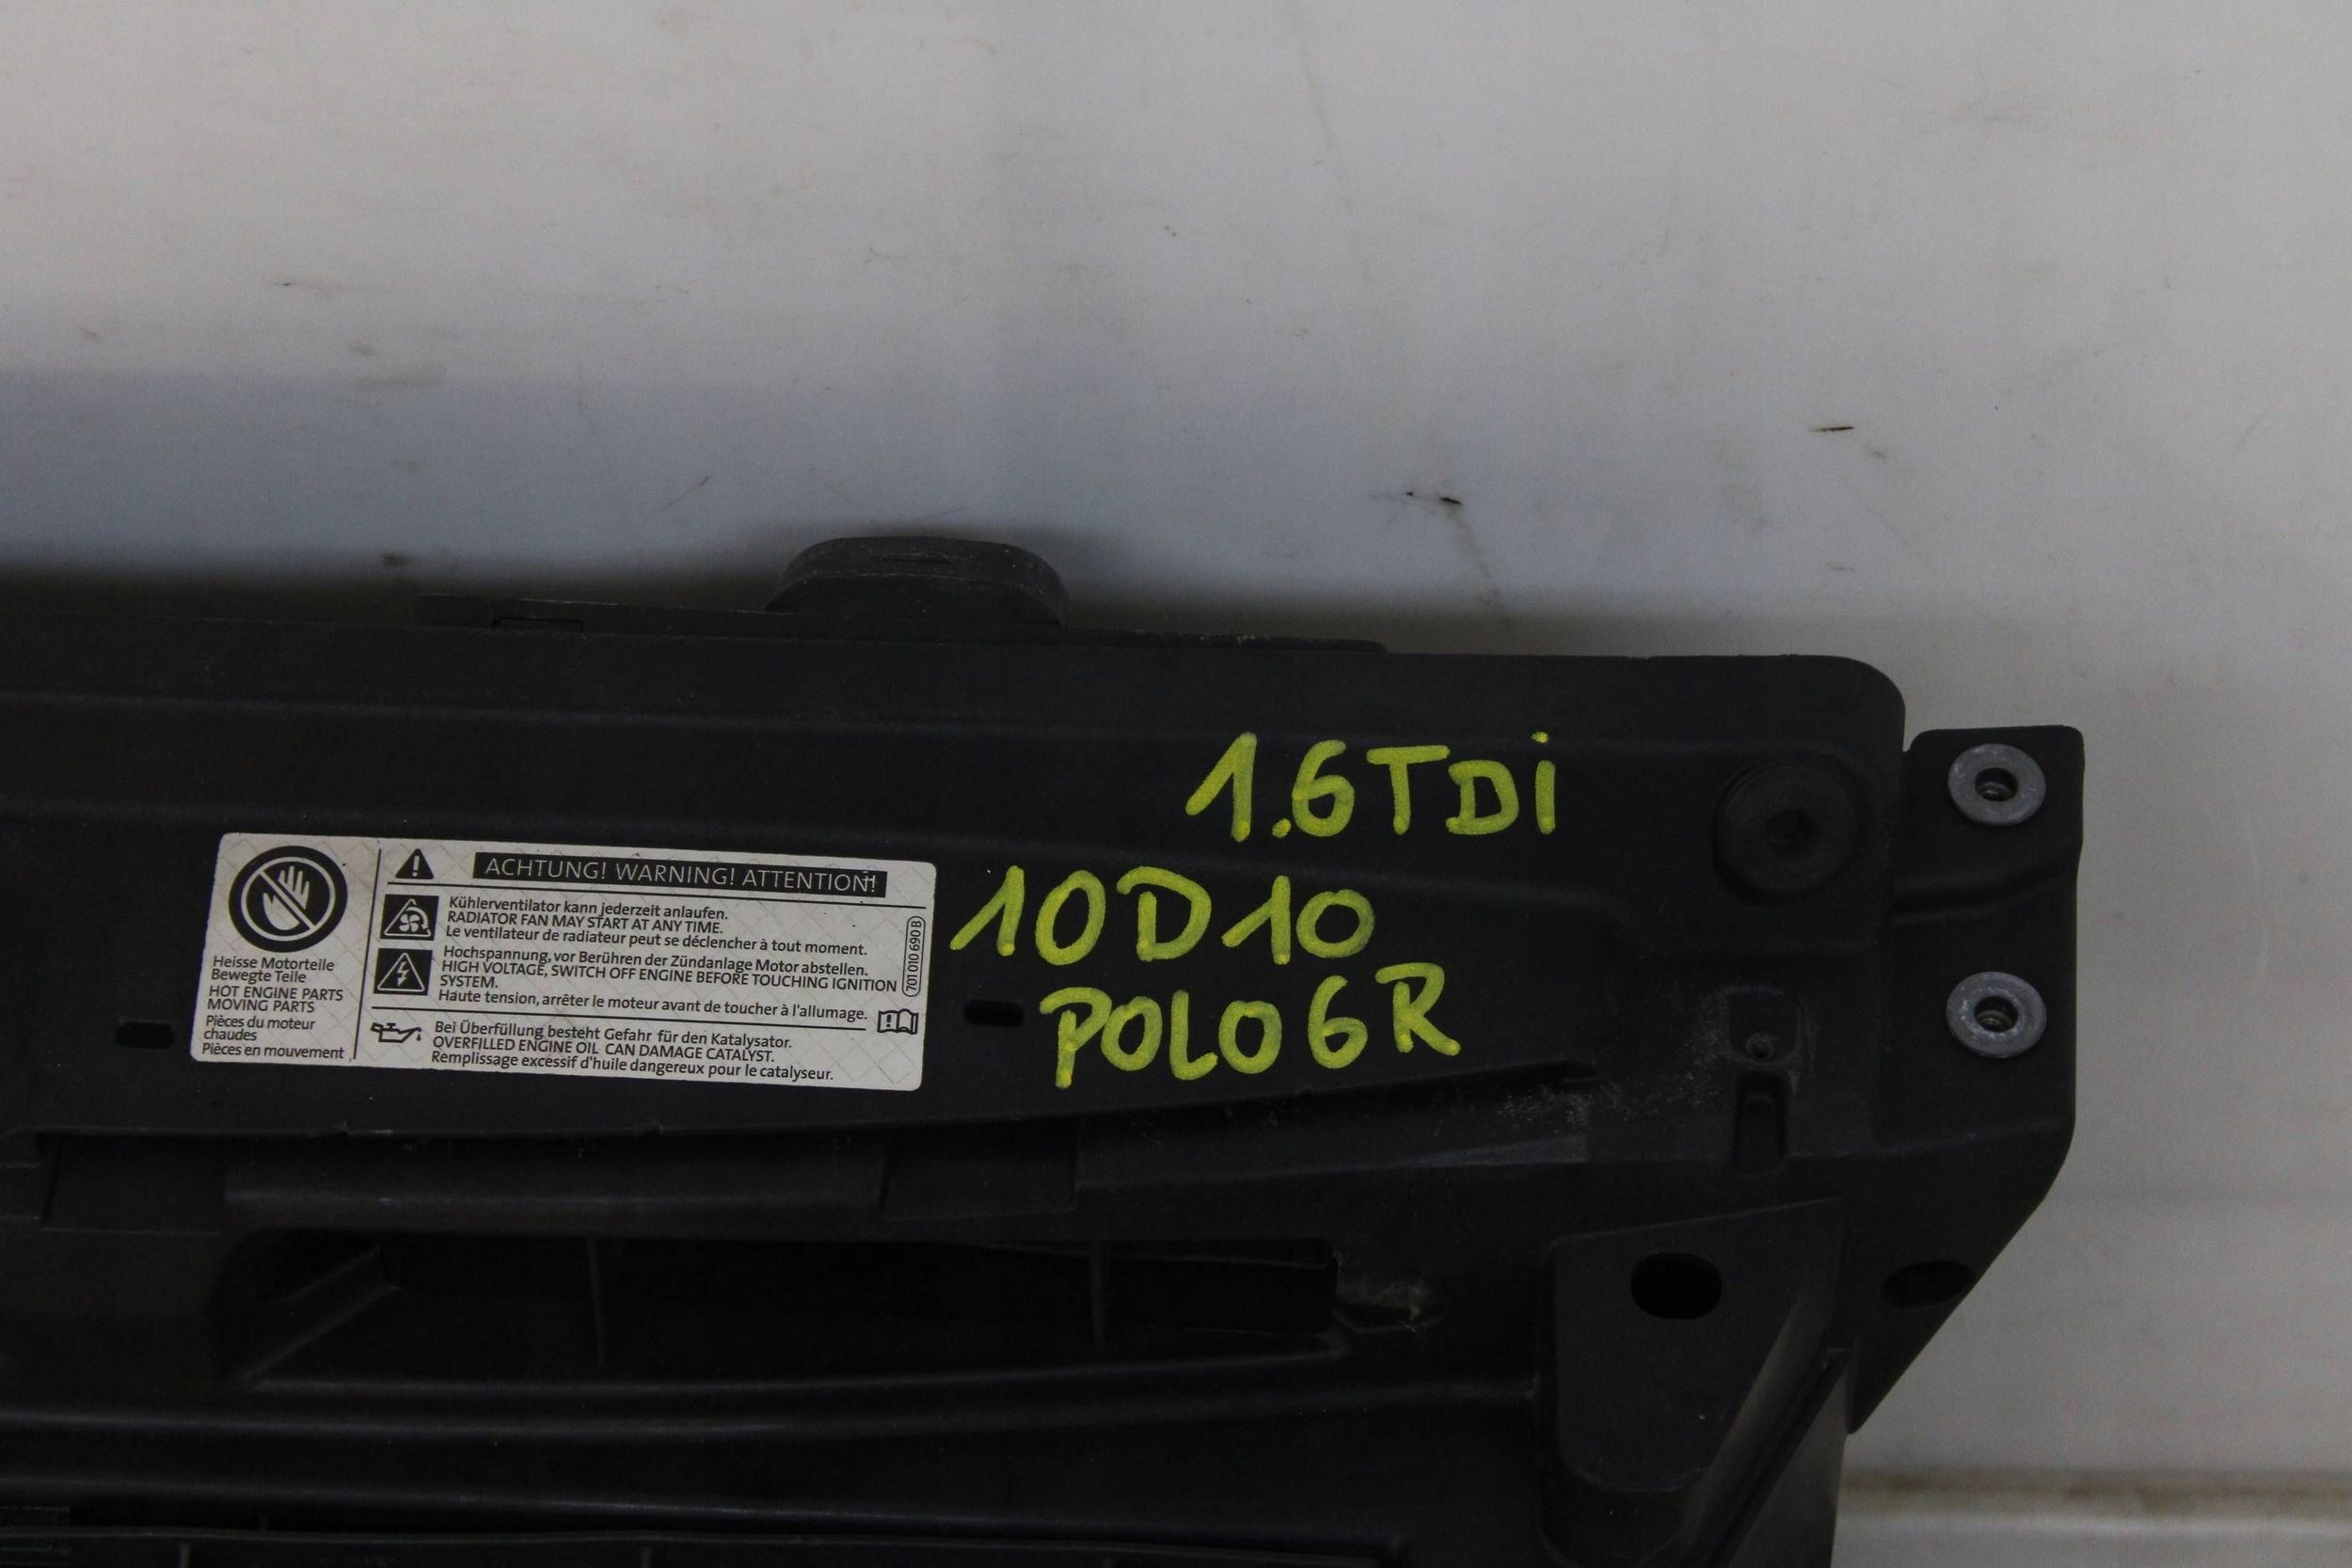 1.6TDi
10D10
POLO6R
ACHTUNG! WARNING! ATTENTION!
Kühlerventilator kann jederzeit anlaufen.
RADIATOR FAN MAY START AT ANY TIME.
Le ventilateur de radiateur peut se déclencher à tout moment.
Hochspannung, vor Berühren der Zündanlage Motor abstellen.
HIGH VOLTAGE, SWITCH OFF ENGINE BEFORE TOUCHING IGNITION
SYSTEM.
Haute tension, arrêter le moteur avant de toucher à l'allumage.
Bei Überfüllung besteht Gefahr für den Katalysator.
OVERFILLED ENGINE OIL CAN DAMAGE CATALYST.
Remplissage excessif d'huile dangereux pour le catalyseur.
Heisse Motorteile
Bewegte Teile
HOT ENGINE PARTS
MOVING PARTS
Pièces du moteur
chaudes
Pièces en mouvement
701 010 690 B